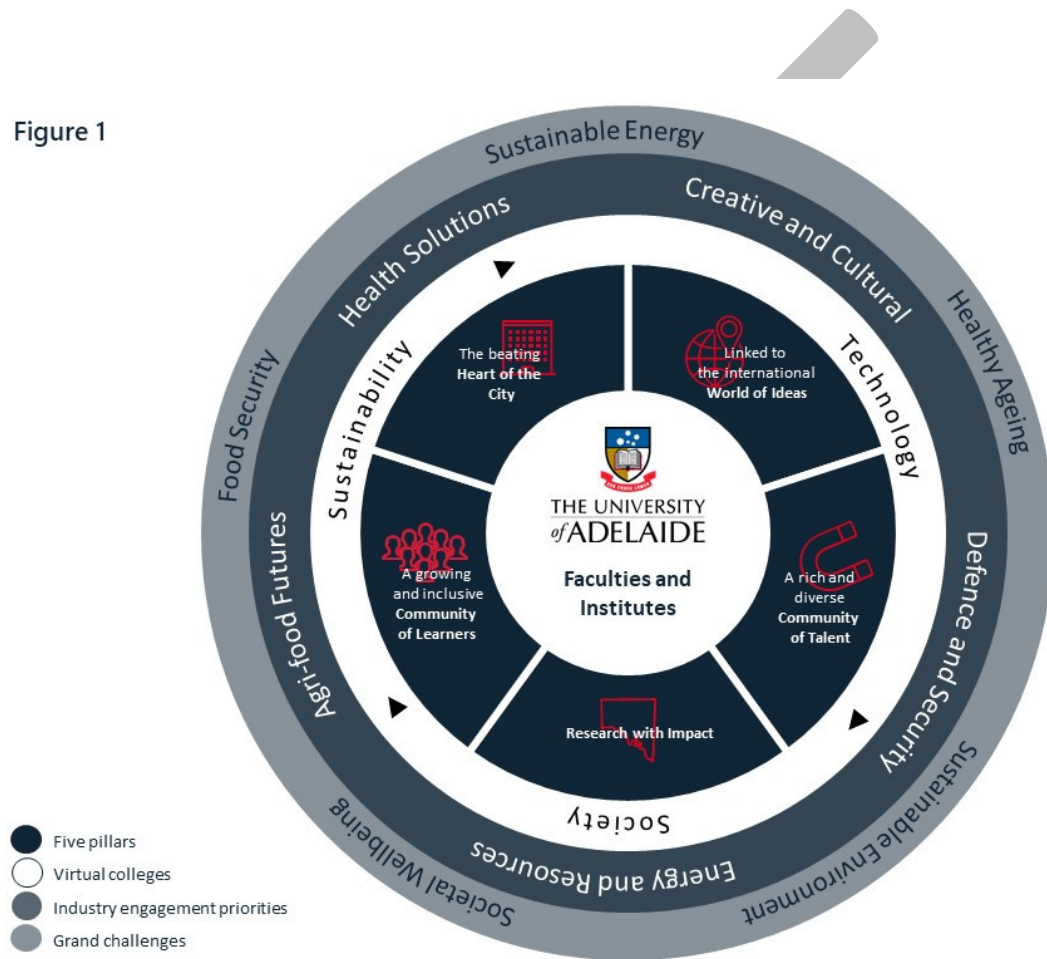 Figure 1
Sustainable Energy
Healthy Ageing
Sustainable Environment
Societal Wellbeing
Food Security
Health Solutions
Creative and Cultural
Defence and Security
Energy and Resources
Agri-food Futures
Sustainability
Technology
Society
The beating
Heart of the
City
Linked to
the international
World of Ideas
A rich and
diverse
Community
of Talent
Research with Impact
A growing
and inclusive
Community
of Learners
THE UNIVERSITY
of ADELAIDE
Faculties and
Institutes
Five pillars
Virtual colleges
Industry engagement priorities
Grand challenges